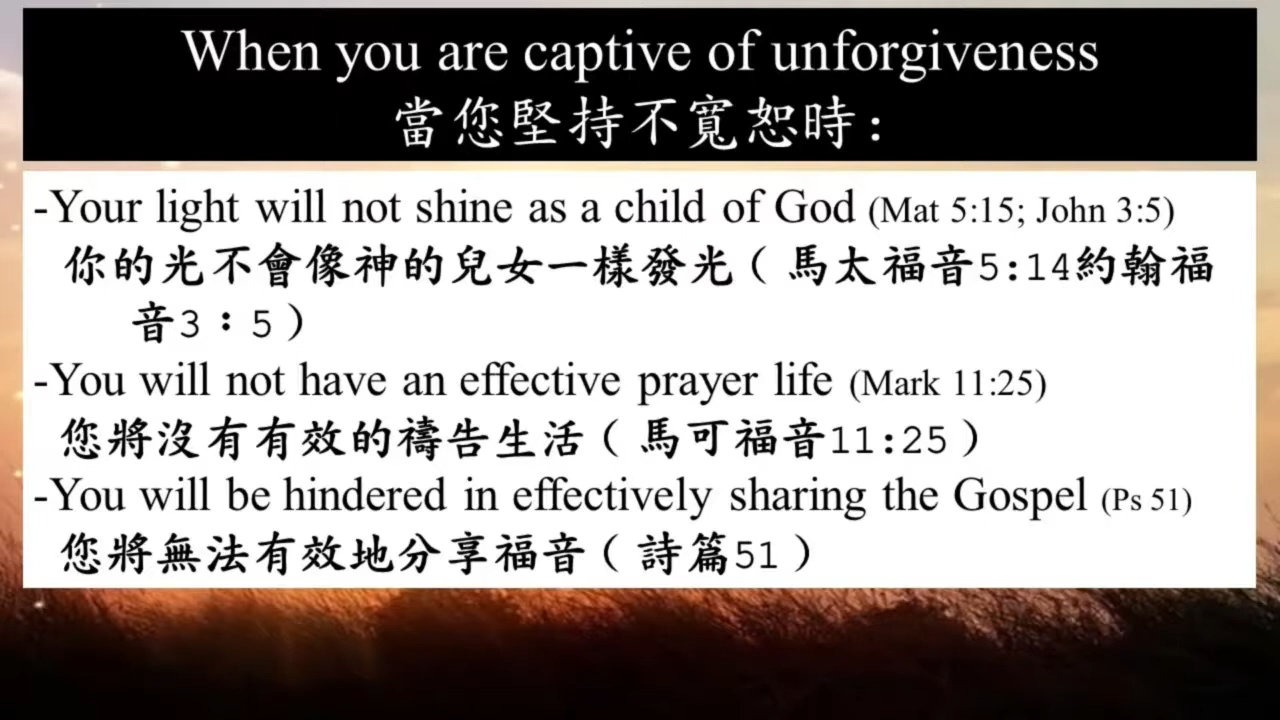 When you are captive of unforgiveness
當您堅持不寬恕時:
-Your light will not shine as a child of God (Mat 5:15; John 3:5)
你的光不會像神的兒女一樣發光(馬太福音5:14約翰福
音3:5)
-You will not have an effective prayer life (Mark 11:25)
您將沒有有效的禱告生活(馬可福音11:25)
-You will be hindered in effectively sharing the Gospel (Ps 51)
您將無法有效地分享福音(詩篇51)